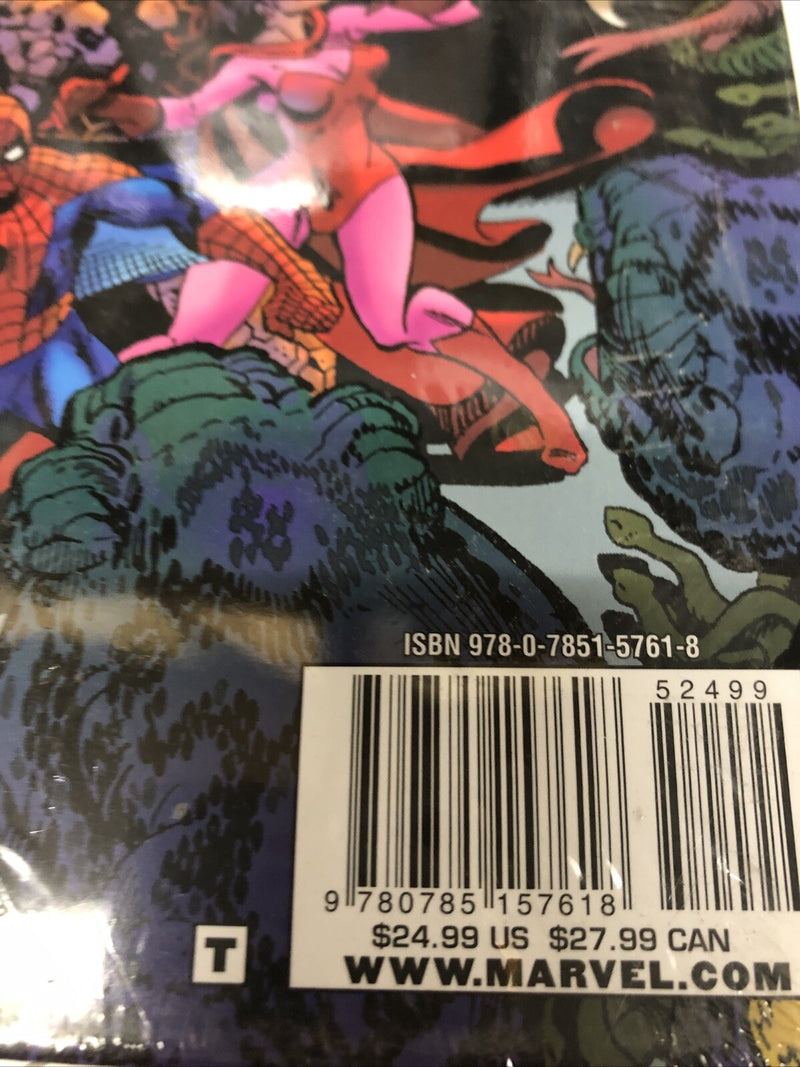 ISBN 978-0-7851-5761-8
52499
9 780785 157618
$24.99 US $27.99 CAN
T
WWW.MARVEL.COM